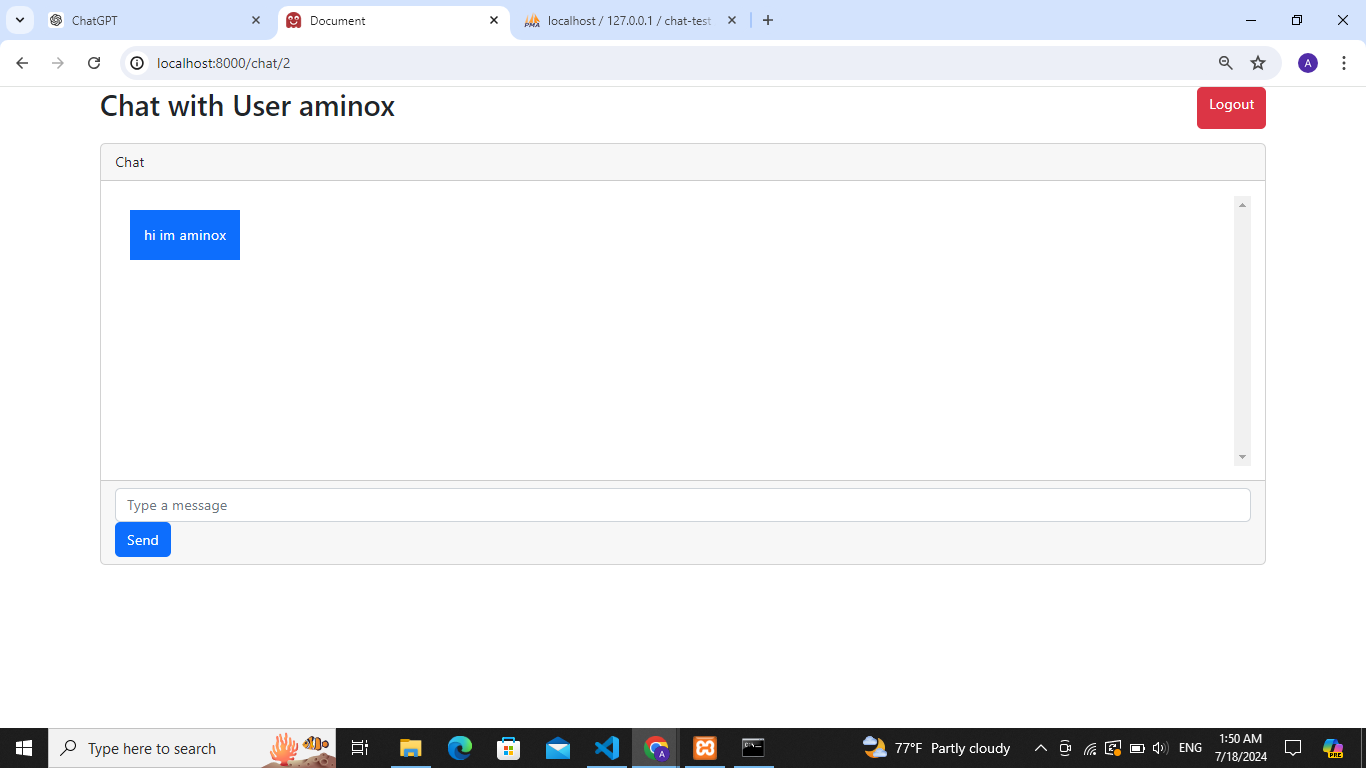 ChatGPT
Document
PMA
localhost / 127.0.0.1 / chat-test
localhost:8000/chat/2
A
Chat with User aminox
Logout
Chat
hi im aminox
Type a message
Send
Type here to search
A
77°F Partly cloudy
ENG
1:50 AM
7/18/2024
PRE